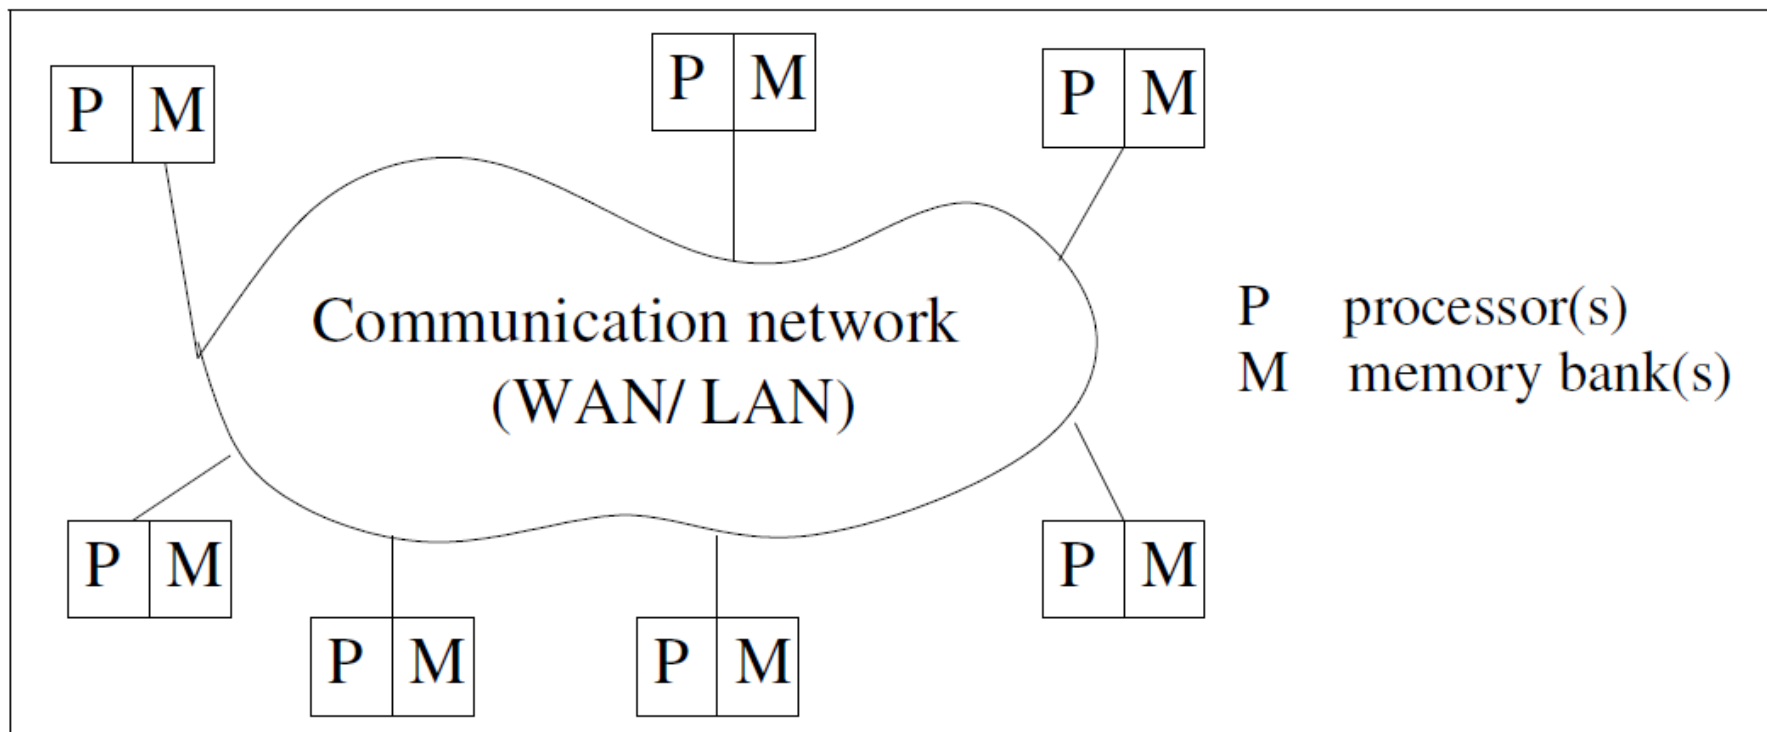 P M
P M
P M
Communication network
(WAN/ LAN)
P processor(s)
M memory bank(s)
P M
P M
P M
P M